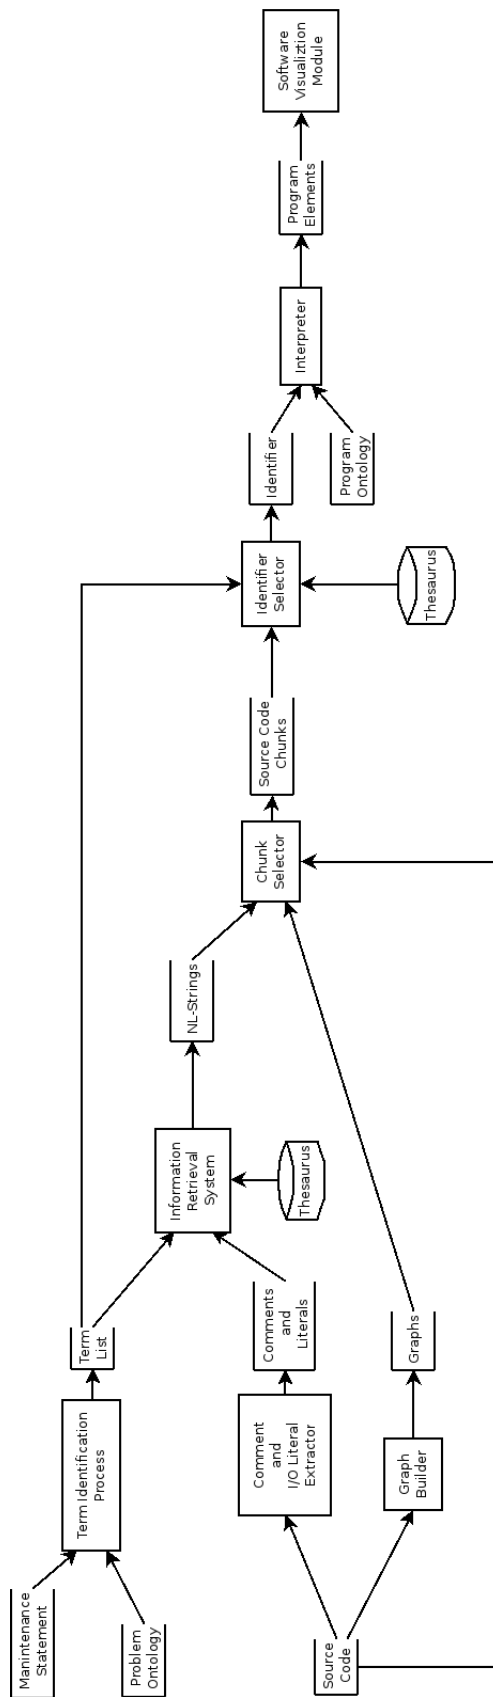 Manintenance
Statement
Problem
Ontology
Term Identification
Process
Term
List
Source
Code
Comment
and
I/O Literal
Extractor
Comments
and
Literals
Graph
Builder
Graphs
Information
Retrieval
System
Thesaurus
NL-Strings
Chunk
Selector
Source Code
Chunks
Identifier
Selector
Thesaurus
Identifier
Program
Ontology
Interpreter
Program
Elements
Software
Visualiztion
Module